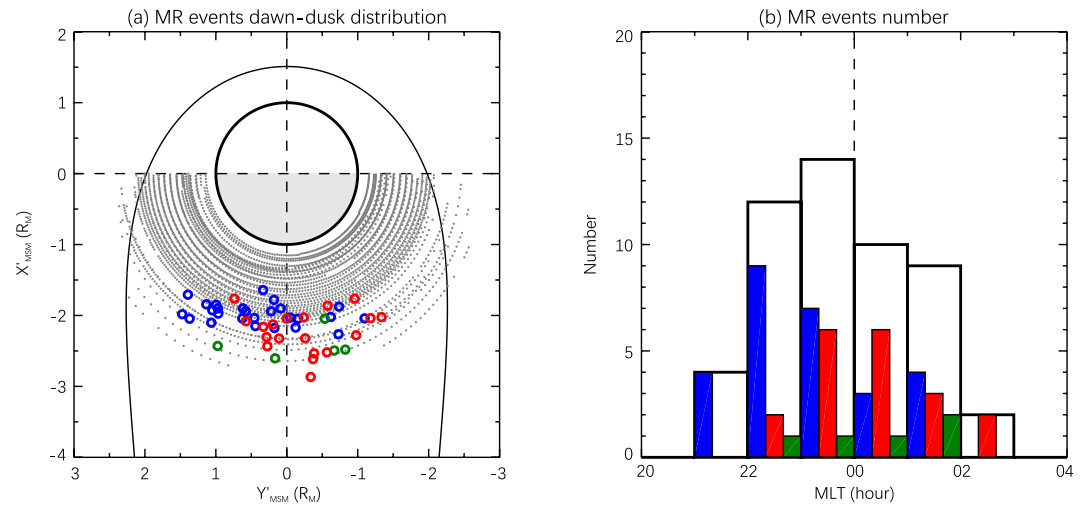 (a) MR events dawn-dusk distribution
2
1
0
-1
-2
-3
-4
X'MSM (RM)
3 2 1 0 -1 -2 -3
Y'MSM (RM)
(b) MR events number
20
15
10
5
0
Number
20 22 00 02 04
MLT (hour)